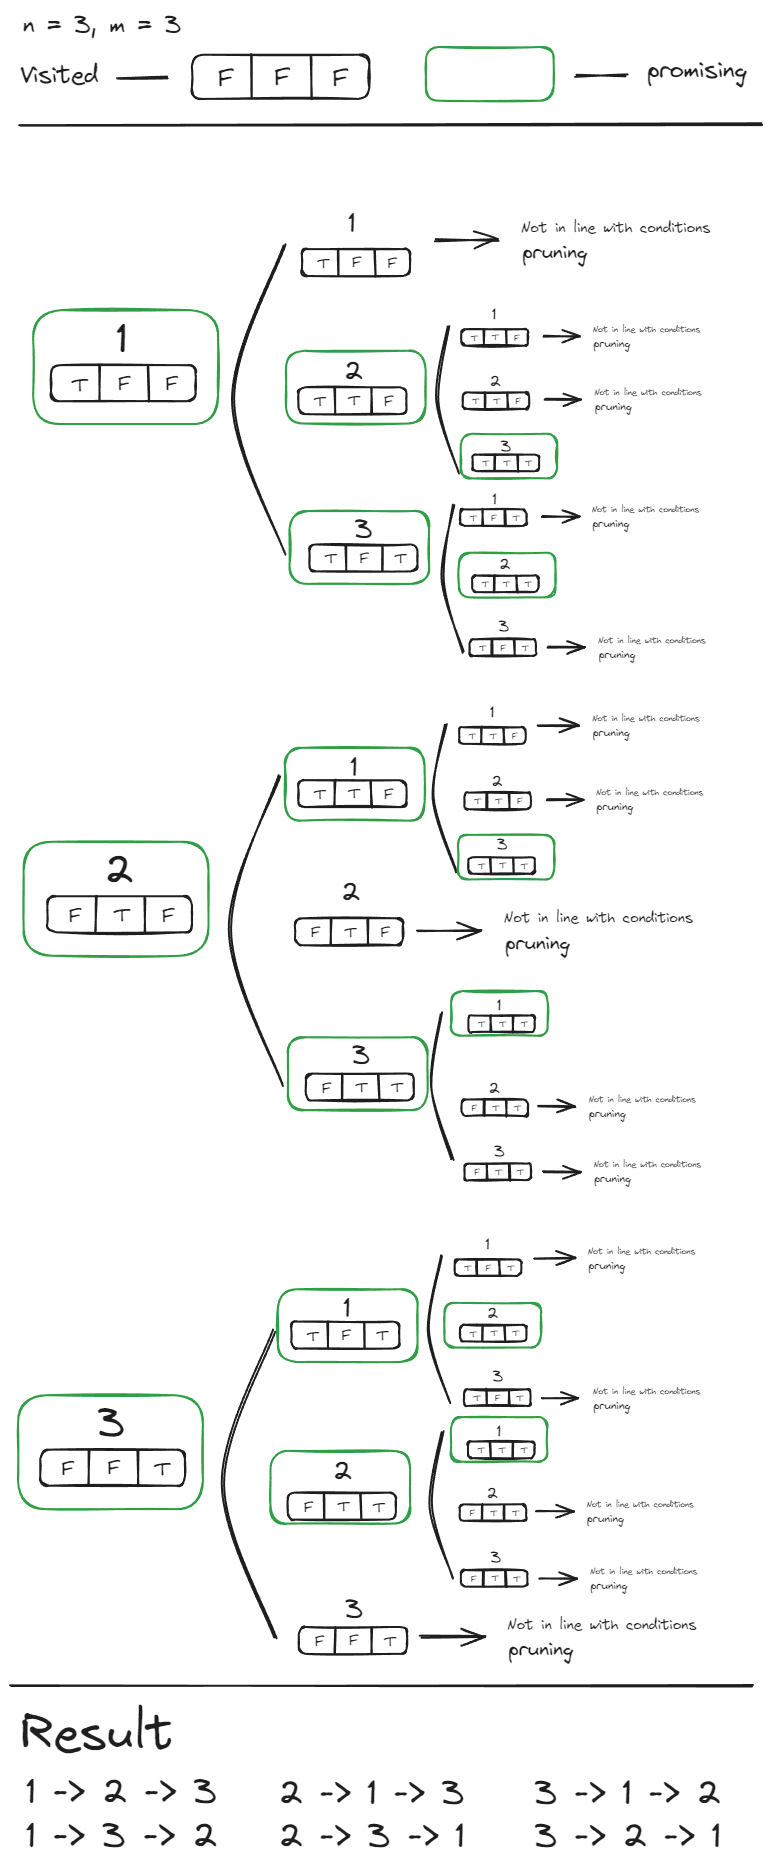 n = 3, m = 3
Visited — F F F — promising
1
T F F
1
T F F
Not in line with conditions
pruning
2
T T F
1
T T F
Not in line with conditions
pruning
2
T T F
Not in line with conditions
pruning
3
T T T
3
T F T
1
T F T
Not in line with conditions
pruning
2
T T T
3
T F T
Not in line with conditions
pruning
2
F T F
1
T T F
1
T T F
Not in line with conditions
pruning
2
T T F
Not in line with conditions
pruning
3
T T T
2
F T F
Not in line with conditions
pruning
3
F T T
1
T T T
2
F T T
Not in line with conditions
pruning
3
F T T
Not in line with conditions
pruning
3
F F T
1
T F T
1
T F T
Not in line with conditions
pruning
2
T T T
3
T F T
Not in line with conditions
pruning
2
F T T
1
T T T
2
F T T
Not in line with conditions
pruning
3
F T T
Not in line with conditions
pruning
3
F F T
Not in line with conditions
pruning
Result
1 -> 2 -> 3 2 -> 1 -> 3 3 -> 1 -> 2
1 -> 3 -> 2 2 -> 3 -> 1 3 -> 2 -> 1